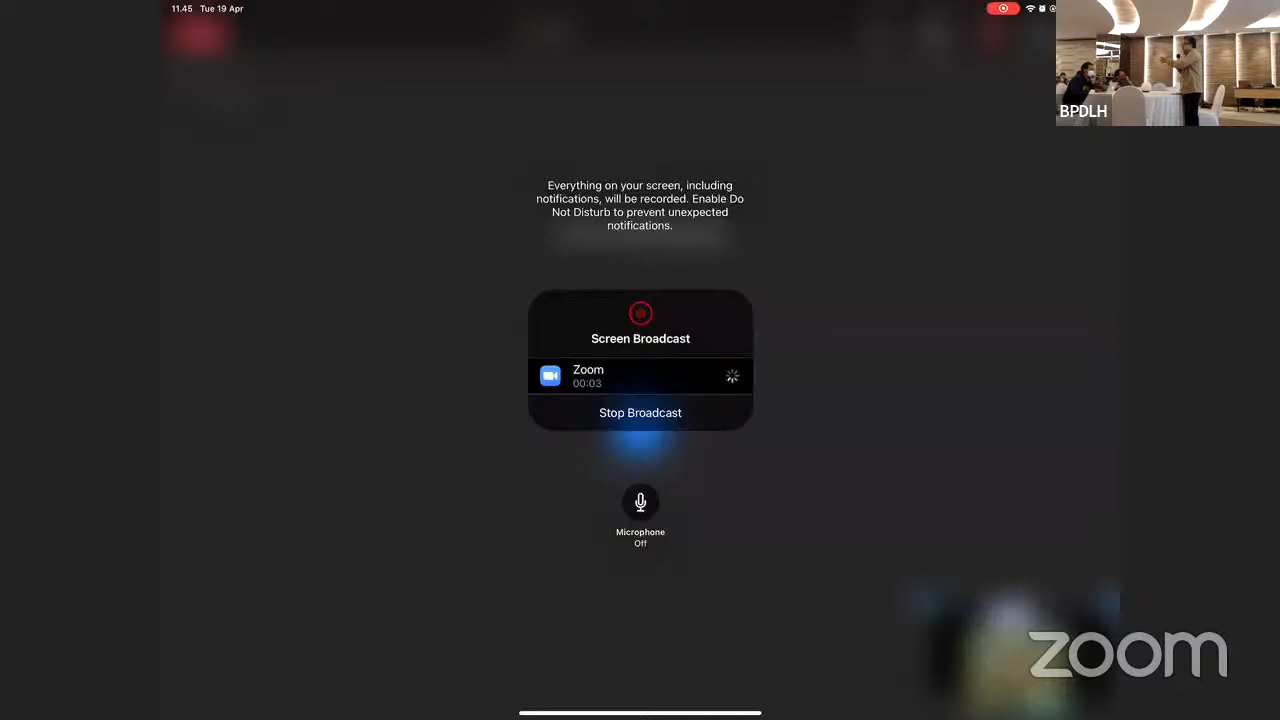 11.45 Tue 19 Apr
BPDLH
Everything on your screen, including
notifications, will be recorded. Enable Do
Not Disturb to prevent unexpected
notifications.
Screen Broadcast
Zoom
00:03
Stop Broadcast
Microphone
Off
zoom